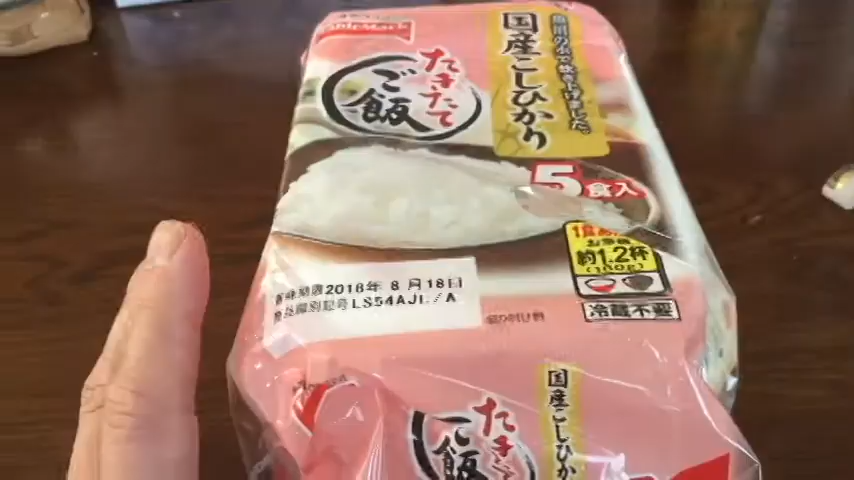 TableMark
国産こしひかり
たきたて
ご飯
5食入
1食あたり
お茶碗
約1.2杯
(180g)
冷蔵不要
賞味期限2018年 8月18日
LS54AJ
国産こしひか
たきたて
ご飯